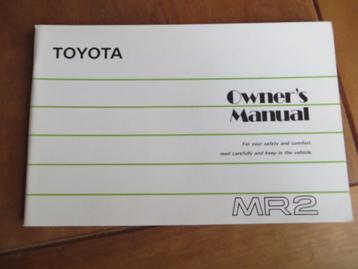 TOYOTA
Owner's
Manual
For your safety and comfort,
read carefully and keep in the vehicle.
MR2